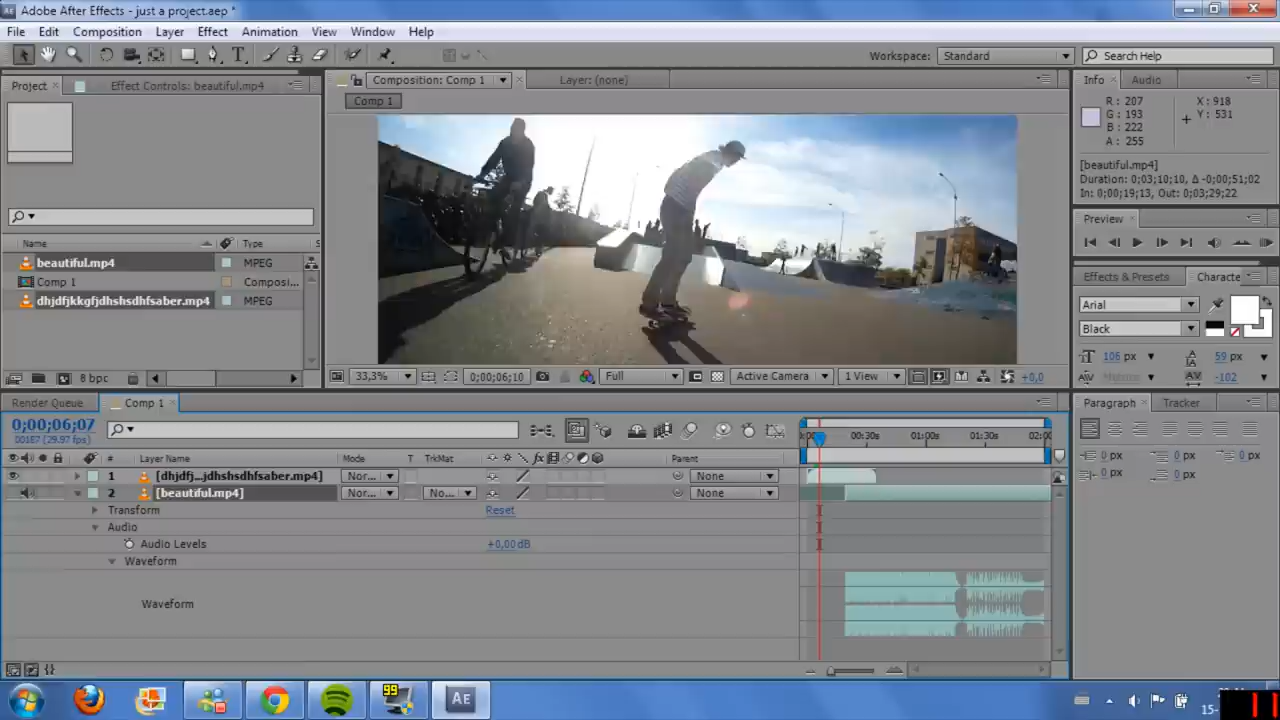 Adobe After Effects - just a project.aep *
File Edit Composition Layer Effect Animation View Window Help
Workspace: Standard Search Help
Project Effect Controls: beautiful.mp4 Composition: Comp 1 Layer: (none) Info Audio
Comp 1
R: 207 X: 918
G: 193 Y: 531
B: 222
A: 255
[beautiful.mp4]
Duration: 0;03;10;10, Δ -0;00;51;02
In: 0;00;19;13, Out: 0;03;29;22
Preview
Name Type S
beautiful.mp4 MPEG
Comp 1 Composi...
dhjdfjkkgfjdhshsdhfsaber.mp4 MPEG
Effects & Presets Characte
Arial
Black
106 px 59 px
Metrics -102
8 bpc
33,3% 0;00;06;10 Full Active Camera 1 View +0,0
Render Queue Comp 1 Paragraph Tracker
0;00;06;07
00187 (29.97 fps)
00:30s 01:00s 01:30s 02:00
# Layer Name Mode T TrkMat fx Parent
1 [dhjdfj...jdhshsdhfsaber.mp4] Nor... None
2 [beautiful.mp4] Nor... No... None
Transform Reset
Audio
Audio Levels +0,00dB
Waveform
Waveform
0 px 0 px 0 px
0 px 0 px
99
AE
15-